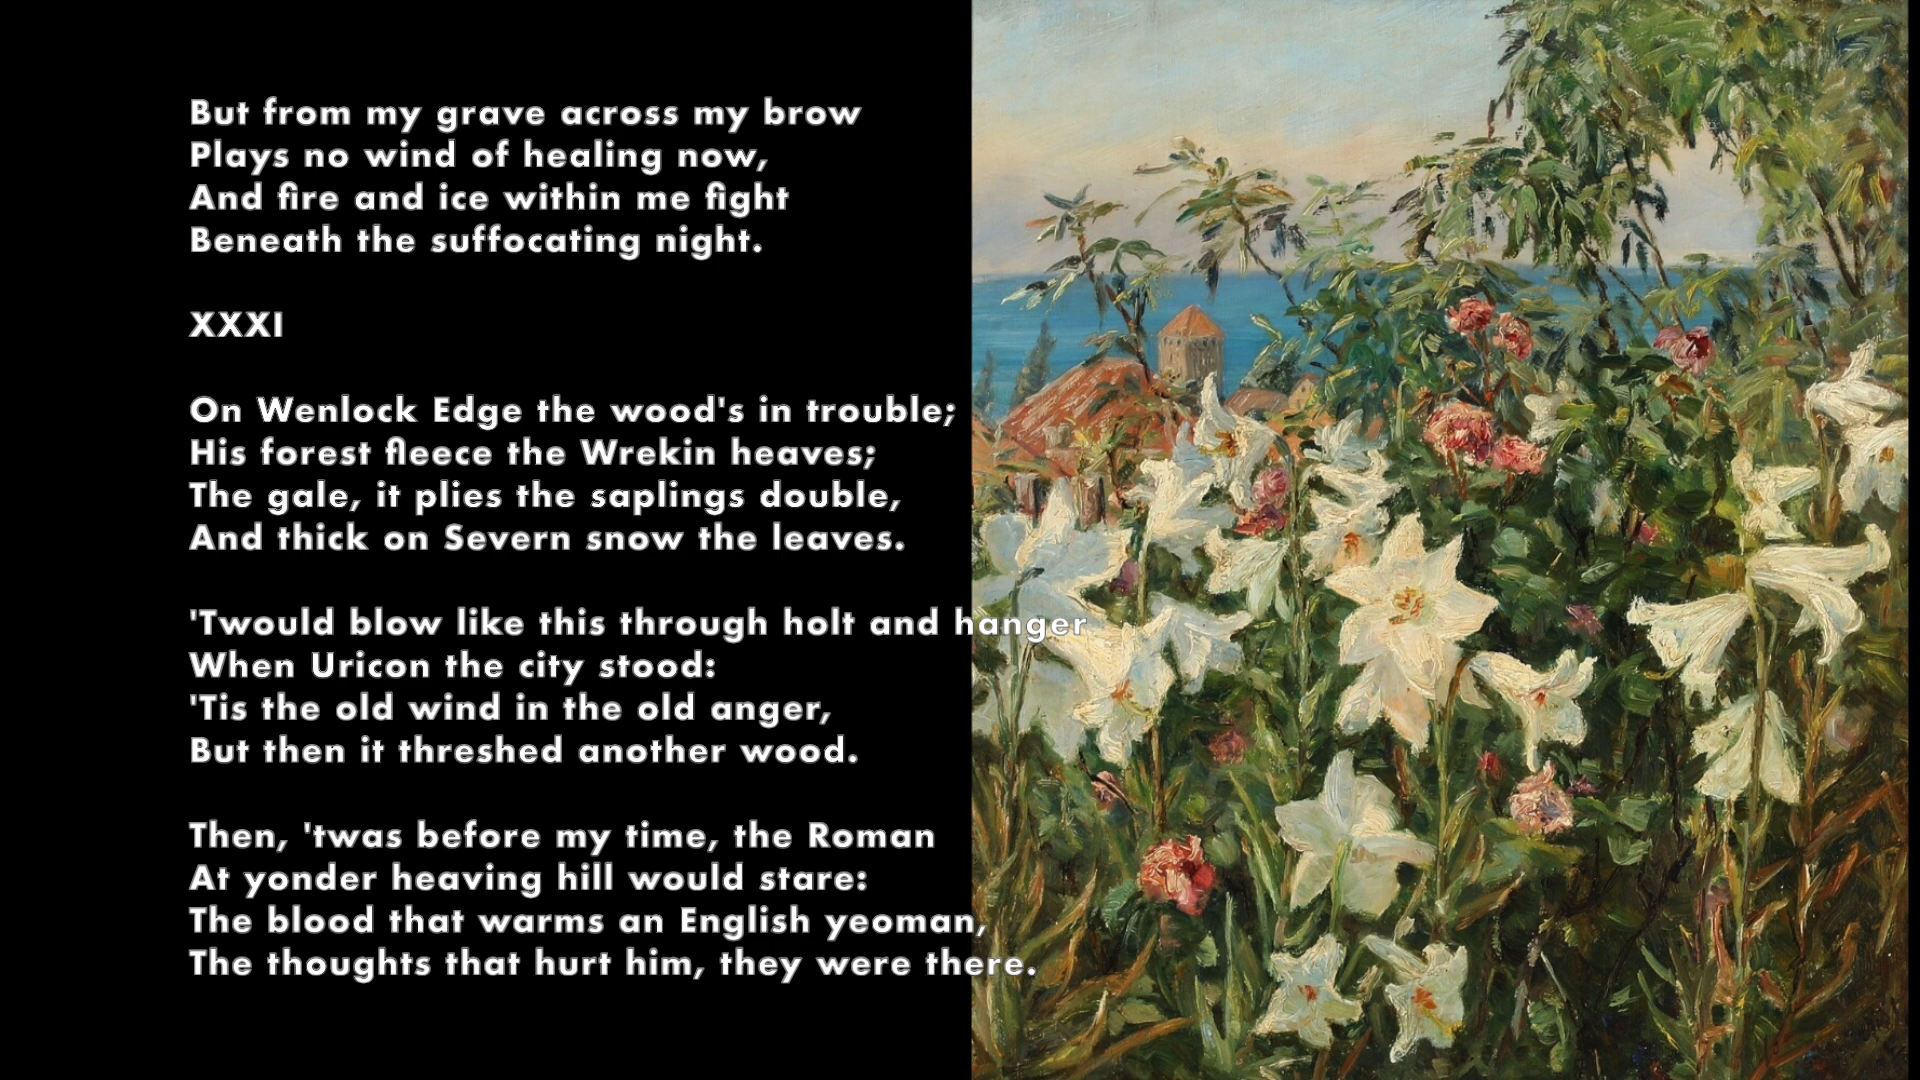 But from my grave across my brow
Plays no wind of healing now,
And fire and ice within me fight
Beneath the suffocating night.
XXXI
On Wenlock Edge the wood's in trouble;
His forest fleece the Wrekin heaves;
The gale, it plies the saplings double,
And thick on Severn snow the leaves.
'Twould blow like this through holt and hanger
When Uricon the city stood:
'Tis the old wind in the old anger,
But then it threshed another wood.
Then, 'twas before my time, the Roman
At yonder heaving hill would stare:
The blood that warms an English yeoman,
The thoughts that hurt him, they were there.